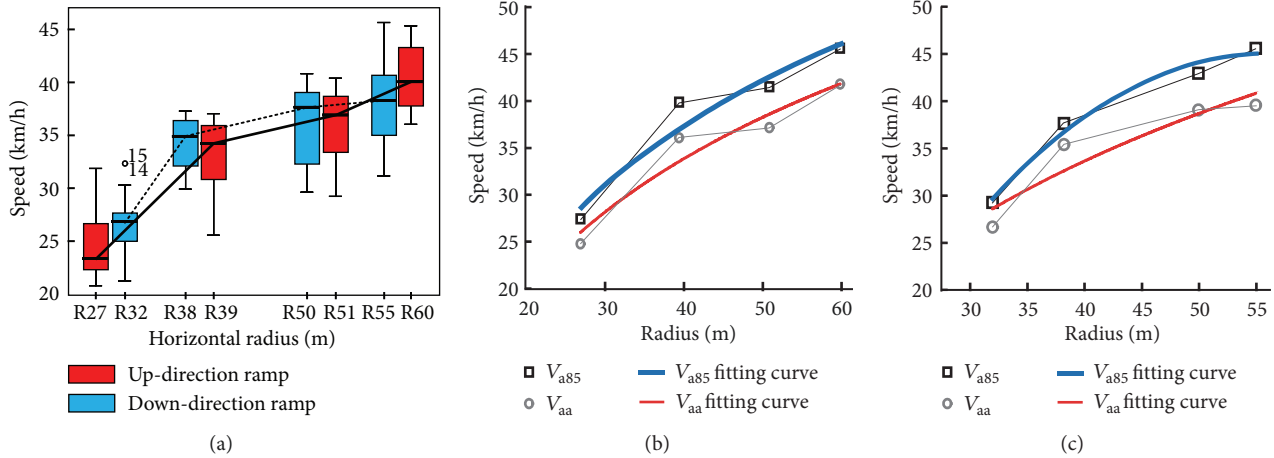 Speed (km/h)
45
40
35
30
25
20
15
14
R27 R32 R38 R39 R50 R51 R55 R60
Horizontal radius (m)
Up-direction ramp
Down-direction ramp
(a)
Speed (km/h)
50
45
40
35
30
25
20
20 30 40 50 60
Radius (m)
Va85
Va85 fitting curve
Vaa
Vaa fitting curve
(b)
Speed (km/h)
50
45
40
35
30
25
20
30 35 40 45 50 55
Radius (m)
Va85
Va85 fitting curve
Vaa
Vaa fitting curve
(c)